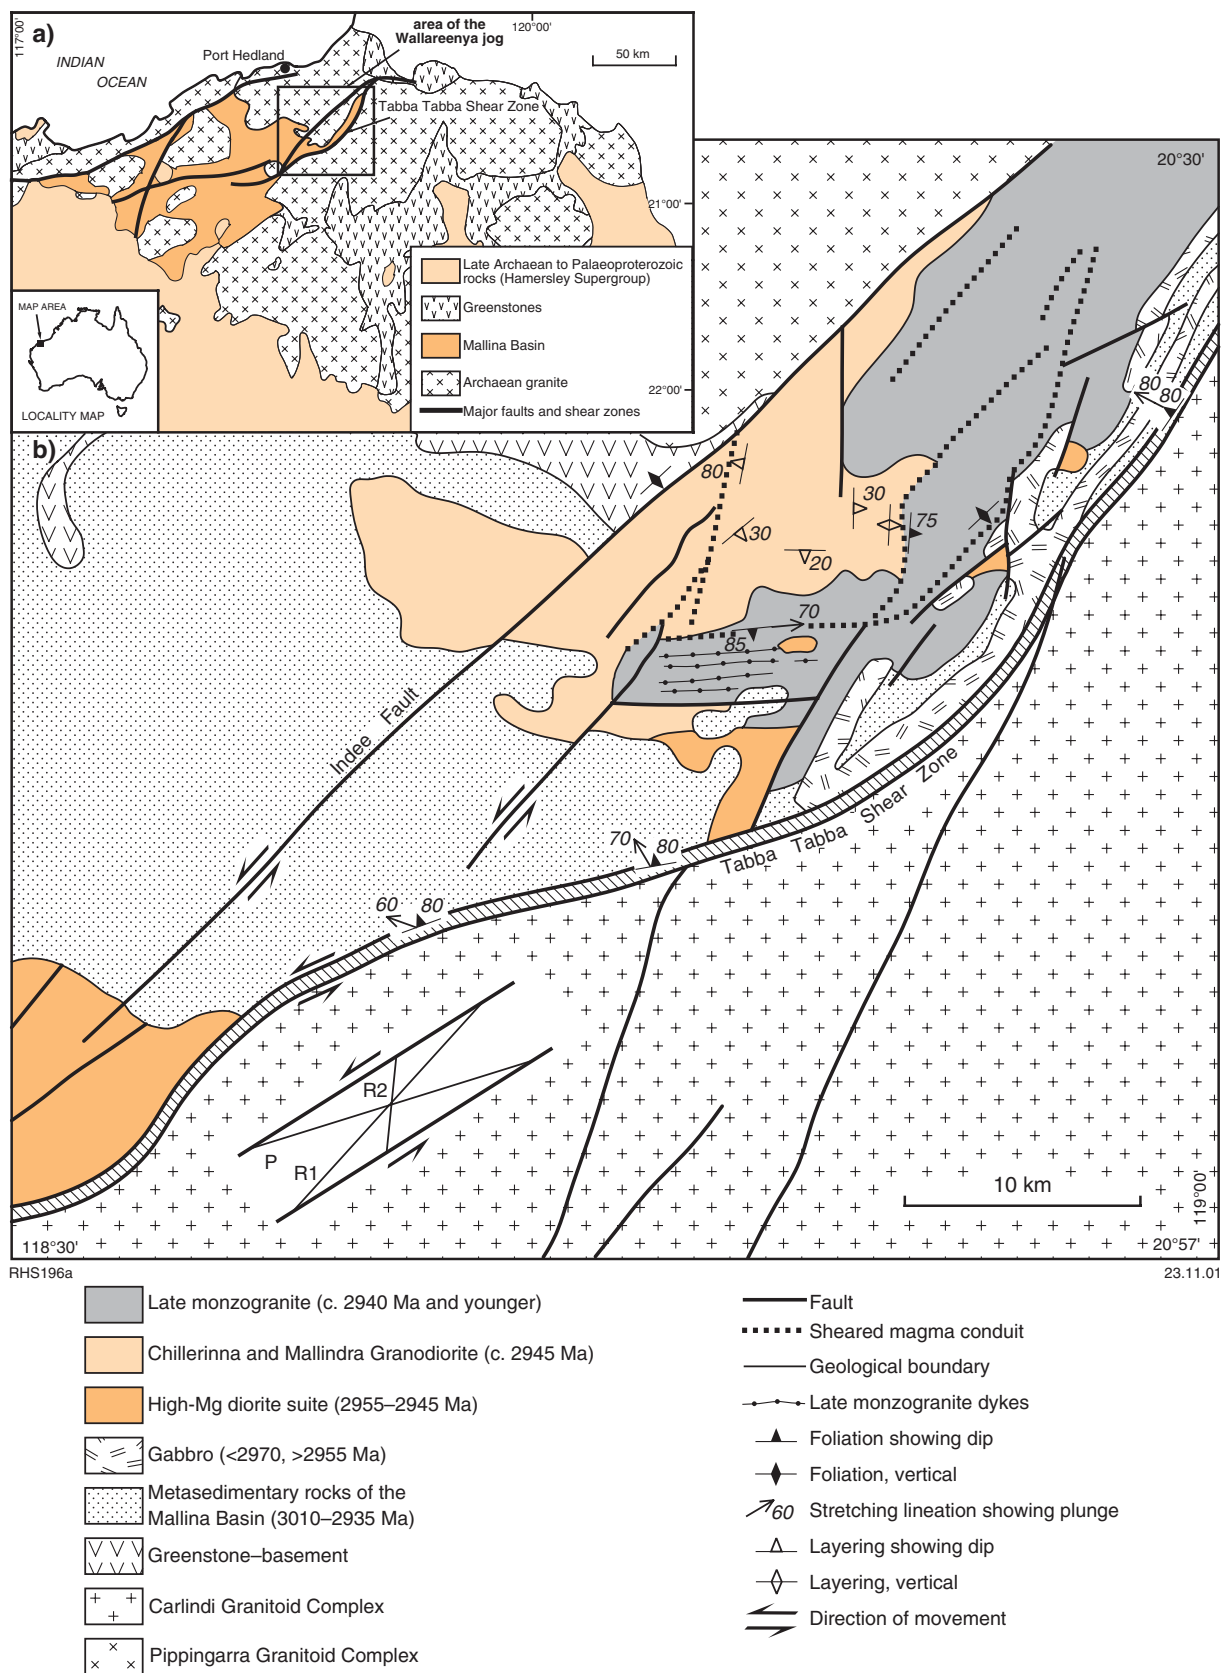 117°00'
a)
INDIAN
OCEAN
Port Hedland
area of the
Wallareenya jog
120°00'
50 km
Tabba Tabba Shear Zone
21°00'
22°00'
Late Archaean to Palaeoproterozoic
rocks (Hamersley Supergroup)
Greenstones
Mallina Basin
Archaean granite
Major faults and shear zones
MAP AREA
LOCALITY MAP
b)
20°30'
80
80
80
30
30
75
20
70
85
Indee Fault
70
80
Tabba Tabba Shear Zone
60
80
R2
P
R1
10 km
119°00'
118°30'
20°57'
RHS196a
23.11.01
Late monzogranite (c. 2940 Ma and younger)
Chillerinna and Mallindra Granodiorite (c. 2945 Ma)
High-Mg diorite suite (2955–2945 Ma)
Gabbro (<2970, >2955 Ma)
Metasedimentary rocks of the
Mallina Basin (3010–2935 Ma)
Greenstone–basement
Carlindi Granitoid Complex
Pippingarra Granitoid Complex
Fault
Sheared magma conduit
Geological boundary
Late monzogranite dykes
Foliation showing dip
Foliation, vertical
60 Stretching lineation showing plunge
Layering showing dip
Layering, vertical
Direction of movement